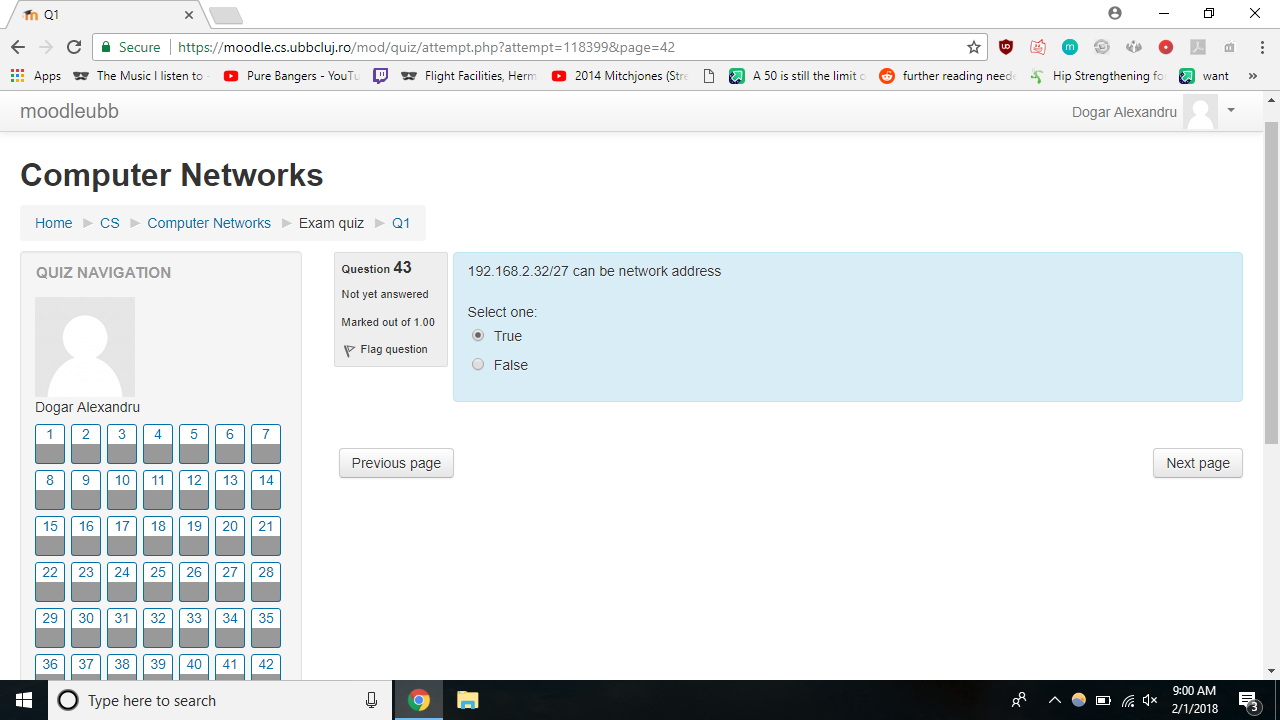 Q1
Secure
https://moodle.cs.ubbcluj.ro/mod/quiz/attempt.php?attempt=118399&page=42
Apps
The Music I listen to
Pure Bangers - YouTu
Flight Facilities, Herm
2014 Mitchjones (Stre
A 50 is still the limit
further reading neede
Hip Strengthening fo
want
»
moodleubb
Dogar Alexandru
Computer Networks
Home ► CS ► Computer Networks ► Exam quiz ► Q1
QUIZ NAVIGATION
Dogar Alexandru
1 2 3 4 5 6 7
8 9 10 11 12 13 14
15 16 17 18 19 20 21
22 23 24 25 26 27 28
29 30 31 32 33 34 35
36 37 38 39 40 41 42
Question 43
Not yet answered
Marked out of 1.00
Flag question
192.168.2.32/27 can be network address
Select one:
True
False
Previous page
Next page
Type here to search
9:00 AM
2/1/2018
3